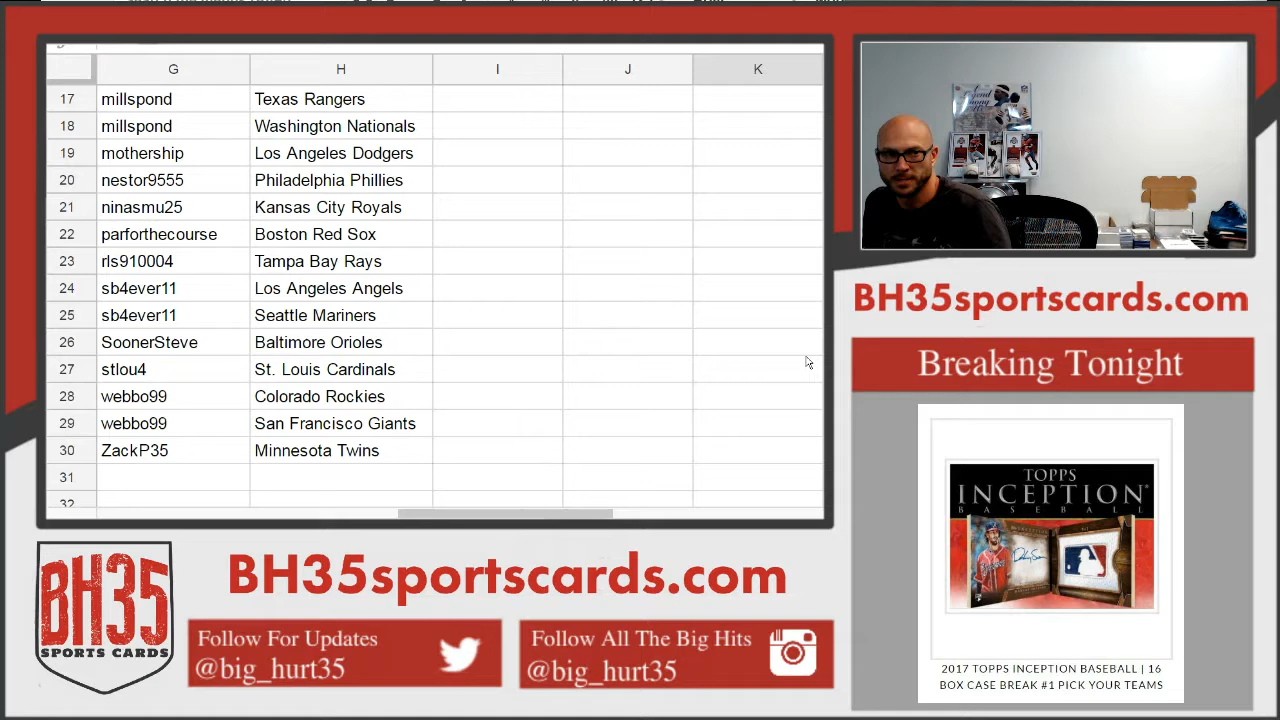 G H I J K
17 millspond Texas Rangers
18 millspond Washington Nationals
19 mothership Los Angeles Dodgers
20 nestor9555 Philadelphia Phillies
21 ninasmu25 Kansas City Royals
22 parforthecourse Boston Red Sox
23 rls910004 Tampa Bay Rays
24 sb4ever11 Los Angeles Angels
25 sb4ever11 Seattle Mariners
26 SoonerSteve Baltimore Orioles
27 stlou4 St. Louis Cardinals
28 webbo99 Colorado Rockies
29 webbo99 San Francisco Giants
30 ZackP35 Minnesota Twins
31
32
BH35sportscards.com
Breaking Tonight
TOPPS
INCEPTION
BASEBALL
2017 TOPPS INCEPTION BASEBALL | 16
BOX CASE BREAK #1 PICK YOUR TEAMS
BH35
SPORTS CARDS
BH35sportscards.com
Follow For Updates
@big_hurt35
Follow All The Big Hits
@big_hurt35